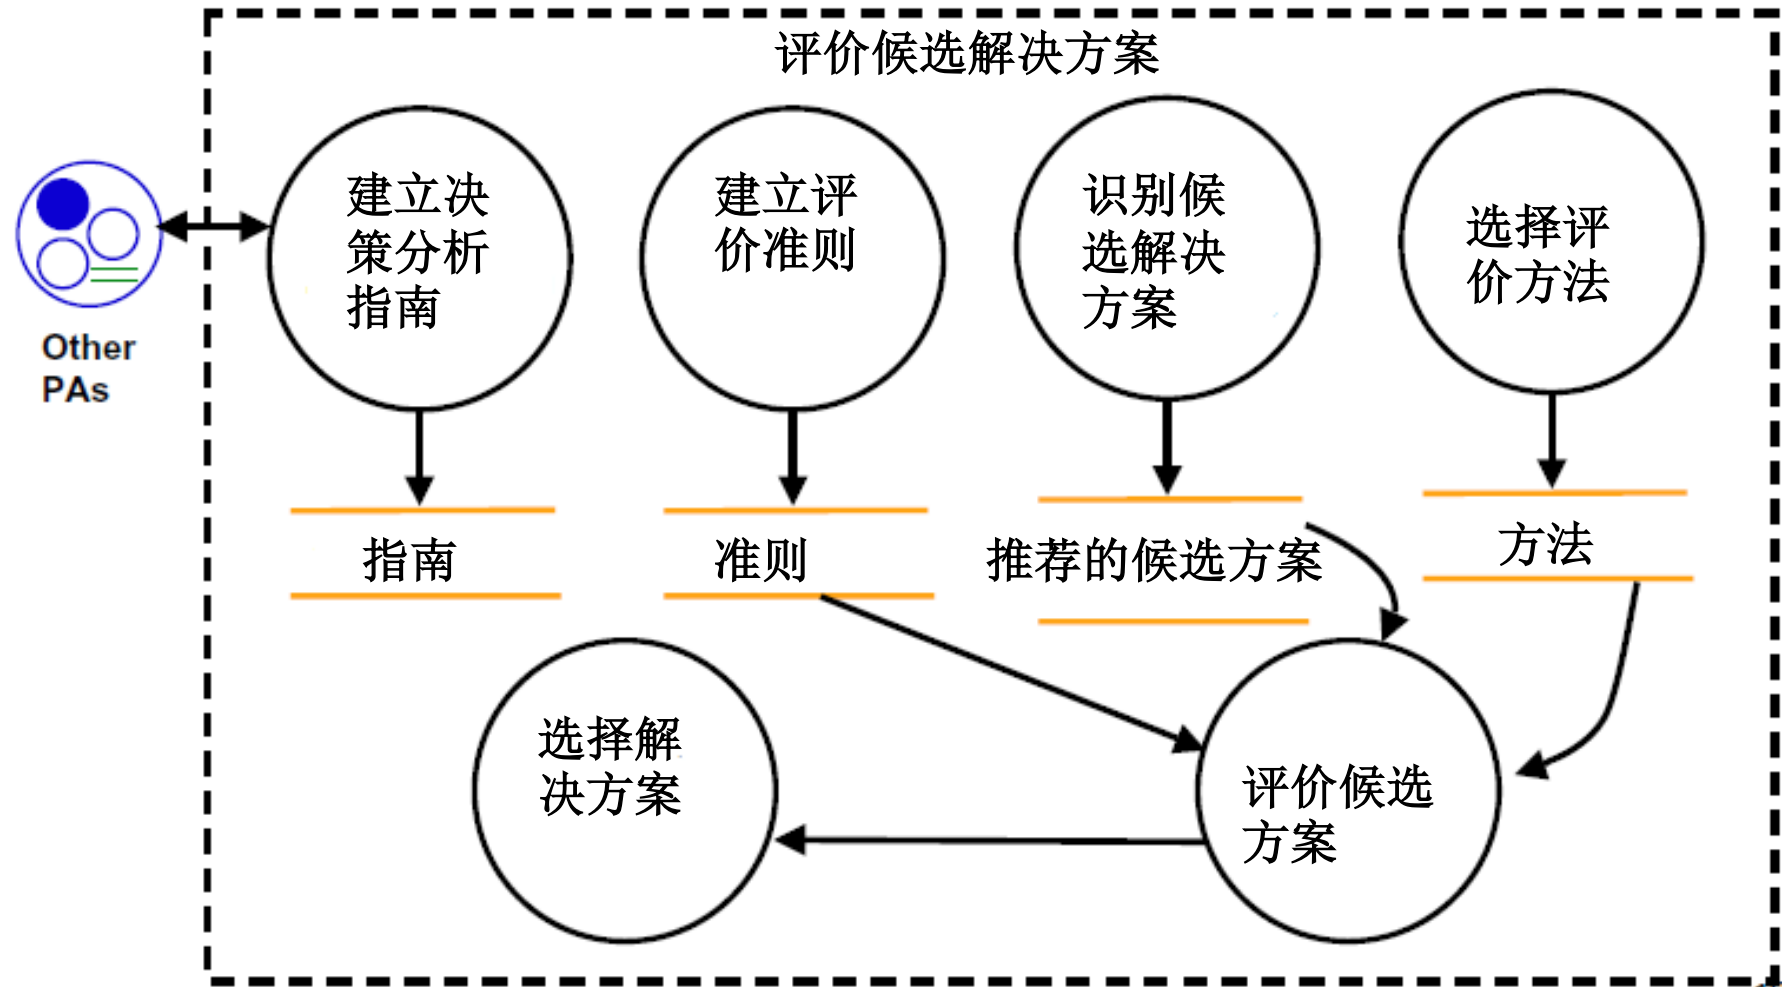 评价候选解决方案
建立决
策分析
指南
建立评
价准则
识别候
选解决
方案
选择评
价方法
Other
PAs
指南
准则
推荐的候选方案
方法
选择解
决方案
评价候选
方案